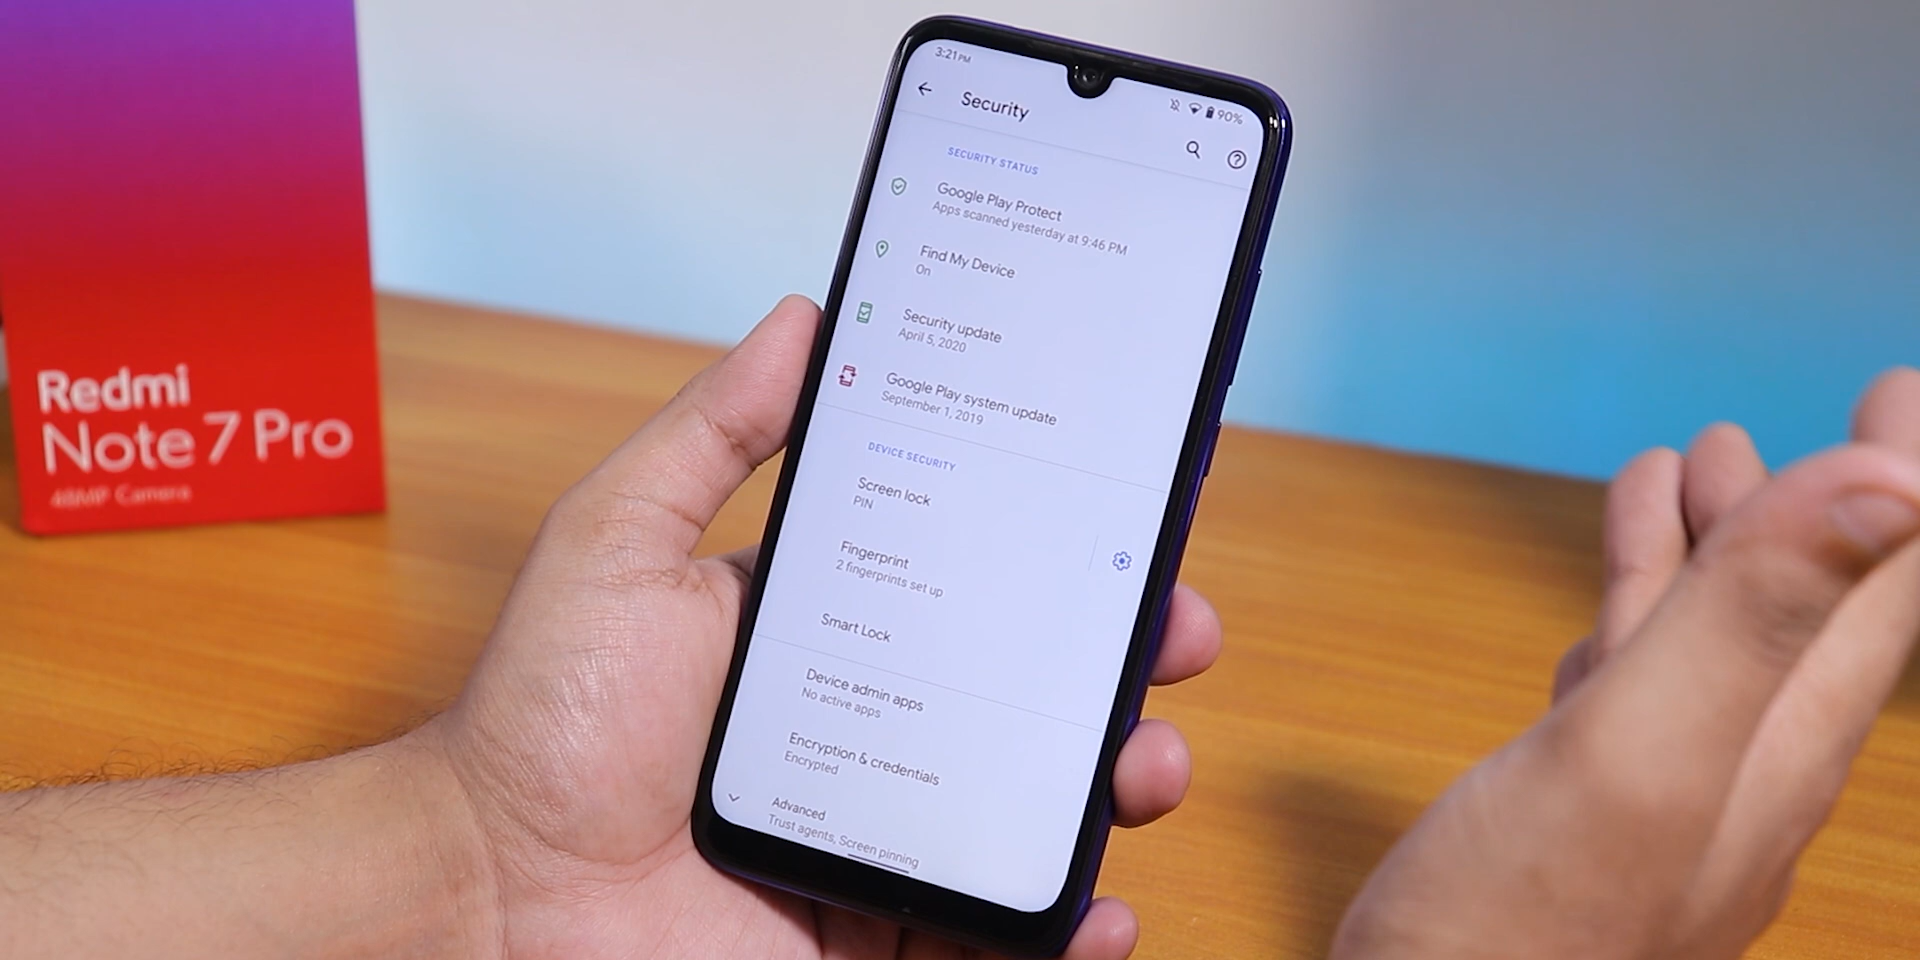 Redmi
Note 7 Pro
48MP Camera
3:21 PM
90%
Security
SECURITY STATUS
Google Play Protect
Apps scanned yesterday at 9:46 PM
Find My Device
On
Security update
April 5, 2020
Google Play system update
September 1, 2019
DEVICE SECURITY
Screen lock
PIN
Fingerprint
2 fingerprints set up
Smart Lock
Device admin apps
No active apps
Encryption & credentials
Encrypted
Advanced
Trust agents, Screen pinning